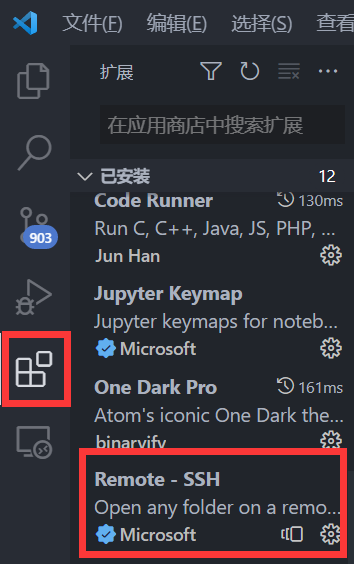 文件(F) 编辑(E) 选择(S) 查看
扩展
在应用商店中搜索扩展
已安装 12
Code Runner 130ms
Run C, C++, Java, JS, PHP, ...
Jun Han
903
Jupyter Keymap
Jupyter keymaps for noteb...
Microsoft
One Dark Pro 161ms
Atom's iconic One Dark the...
binaryify
Remote - SSH
Open any folder on a remo...
Microsoft